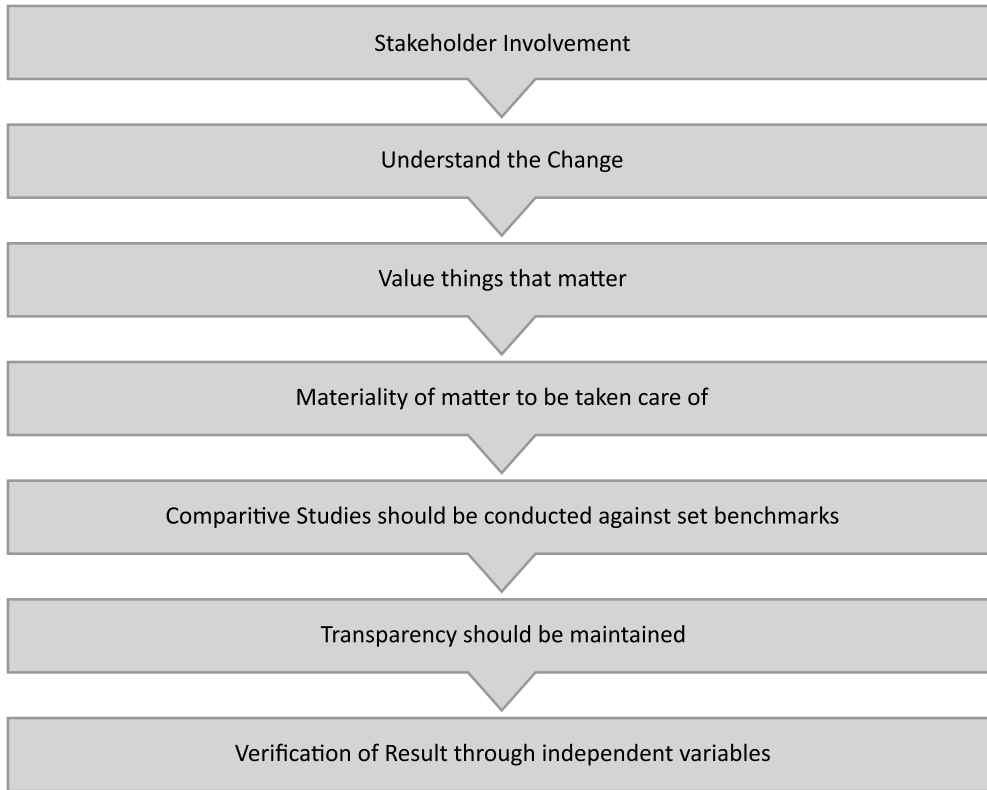 Stakeholder Involvement
Understand the Change
Value things that matter
Materiality of matter to be taken care of
Comparitive Studies should be conducted against set benchmarks
Transparency should be maintained
Verification of Result through independent variables